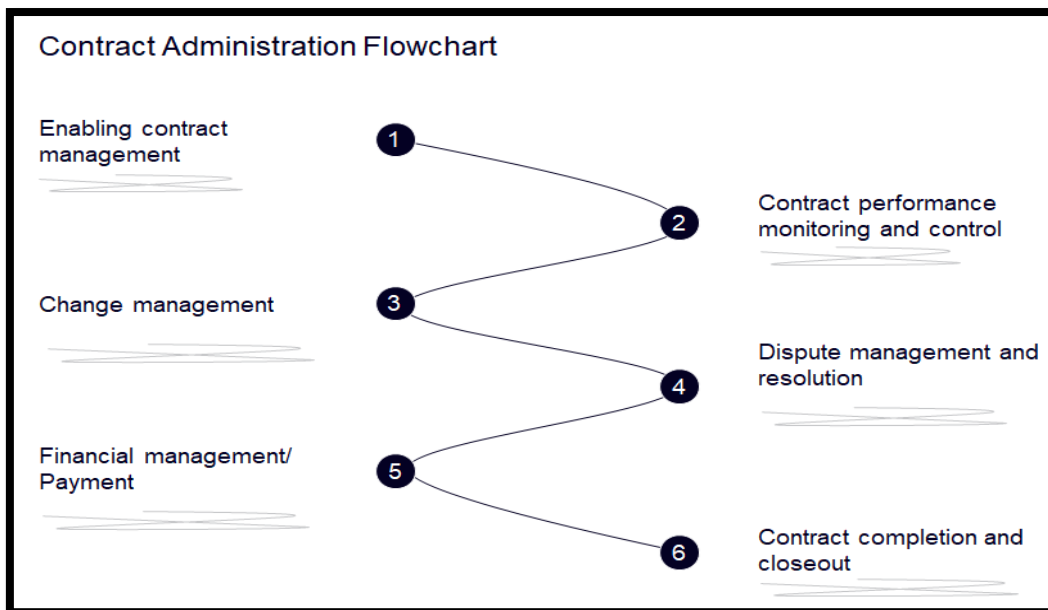 Contract Administration Flowchart
Enabling contract
management
1
2
Contract performance
monitoring and control
Change management
3
Dispute management and
resolution
4
Financial management/
Payment
5
6
Contract completion and
closeout